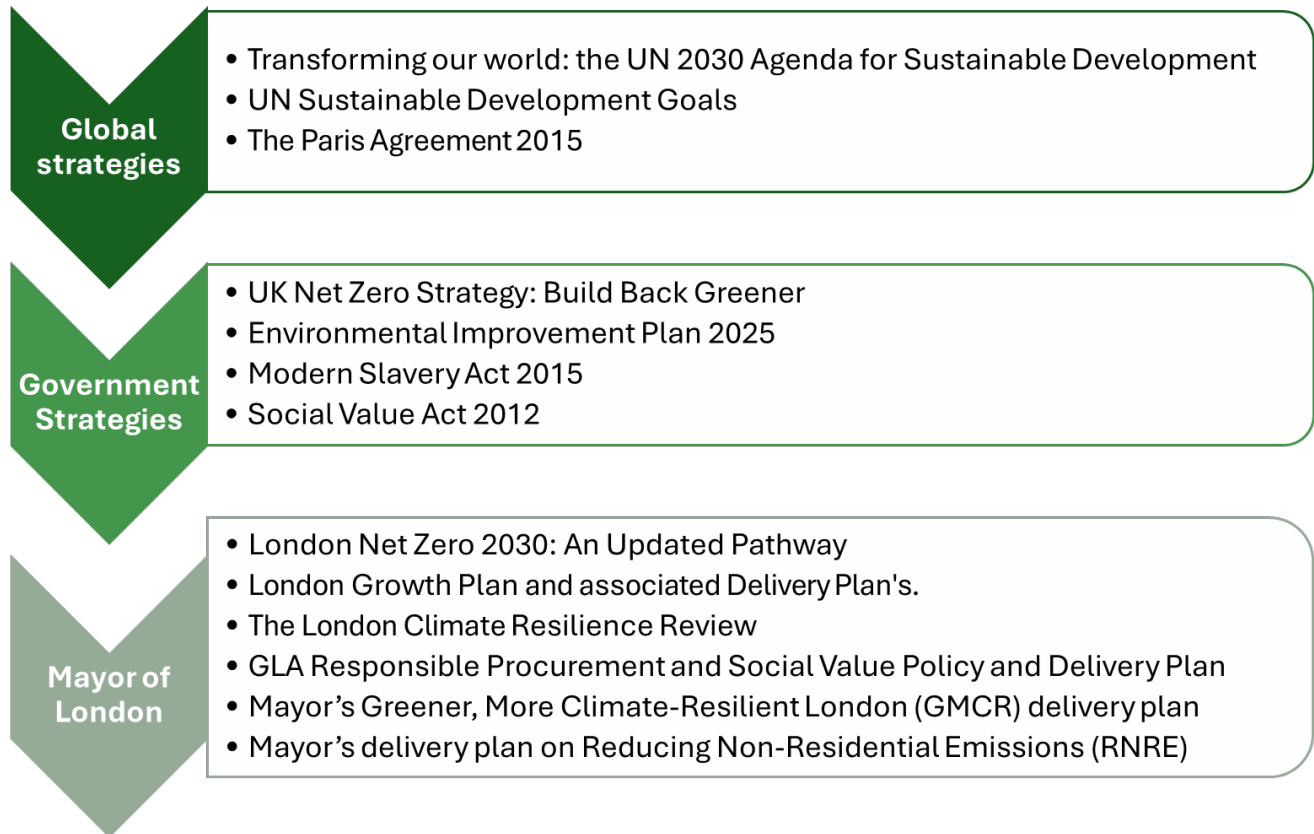 Global
strategies
• Transforming our world: the UN 2030 Agenda for Sustainable Development
• UN Sustainable Development Goals
• The Paris Agreement 2015
Government
Strategies
• UK Net Zero Strategy: Build Back Greener
• Environmental Improvement Plan 2025
• Modern Slavery Act 2015
• Social Value Act 2012
Mayor of
London
• London Net Zero 2030: An Updated Pathway
• London Growth Plan and associated Delivery Plan's.
• The London Climate Resilience Review
• GLA Responsible Procurement and Social Value Policy and Delivery Plan
• Mayor’s Greener, More Climate-Resilient London (GMCR) delivery plan
• Mayor’s delivery plan on Reducing Non-Residential Emissions (RNRE)